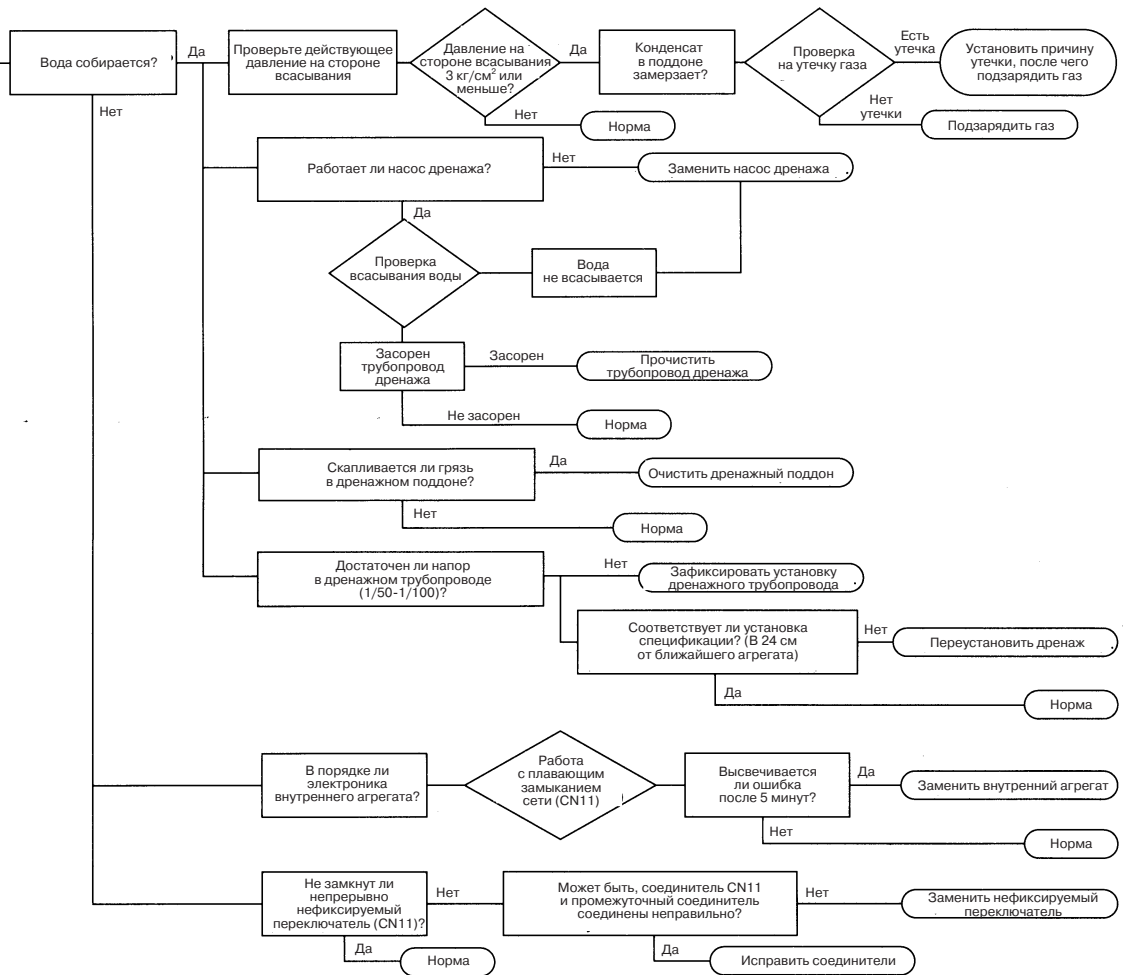 Вода собирается?
Да
Проверьте действующее
давление на стороне
всасывания
Давление на
стороне всасывания
3 кг/см² или
меньше?
Да
Конденсат
в поддоне
замерзает?
Проверка
на утечку газа
Есть
утечка
Установить причину
утечки, после чего
подзарядить газ
Нет
Нет
Норма
Нет
утечки
Подзарядить газ
Работает ли насос дренажа?
Нет
Заменить насос дренажа
Да
Проверка
всасывания воды
Вода
не всасывается
Засорен
трубопровод
дренажа
Засорен
Прочистить
трубопровод дренажа
Не засорен
Норма
Скапливается ли грязь
в дренажном поддоне?
Да
Очистить дренажный поддон
Нет
Норма
Достаточен ли напор
в дренажном трубопроводе
(1/50-1/100)?
Нет
Зафиксировать установку
дренажного трубопровода
Соответствует ли установка
спецификации? (В 24 см
от ближайшего агрегата)
Нет
Переустановить дренаж
Да
Норма
В порядке ли
электроника
внутреннего агрегата?
Работа
с плавающим
замыканием
сети (CN11)
Высвечивается
ли ошибка
после 5 минут?
Да
Заменить внутренний агрегат
Нет
Норма
Не замкнут ли
непрерывно
нефиксируемый
переключатель (CN11)?
Нет
Может быть, соединитель CN11
и промежуточный соединитель
соединены неправильно?
Нет
Заменить нефиксируемый
переключатель
Да
Норма
Да
Исправить соединители